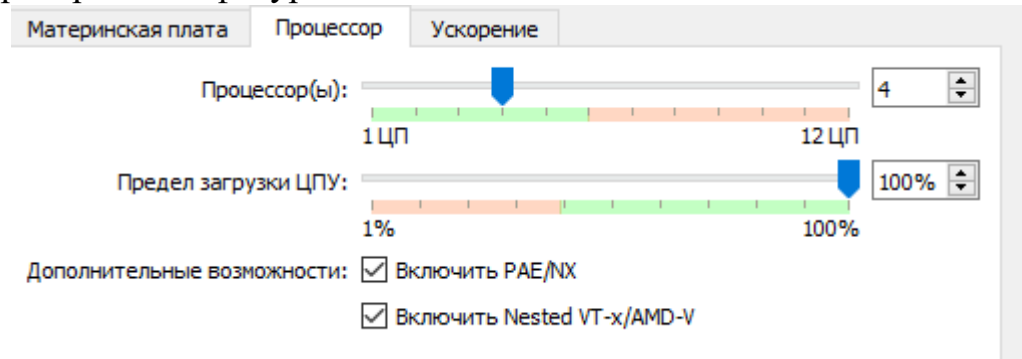 Материнская плата Процессор Ускорение
Процессор(ы): 4
1 ЦП 12 ЦП
Предел загрузки ЦПУ: 100%
1% 100%
Дополнительные возможности: Включить PAE/NX
Включить Nested VT-x/AMD-V